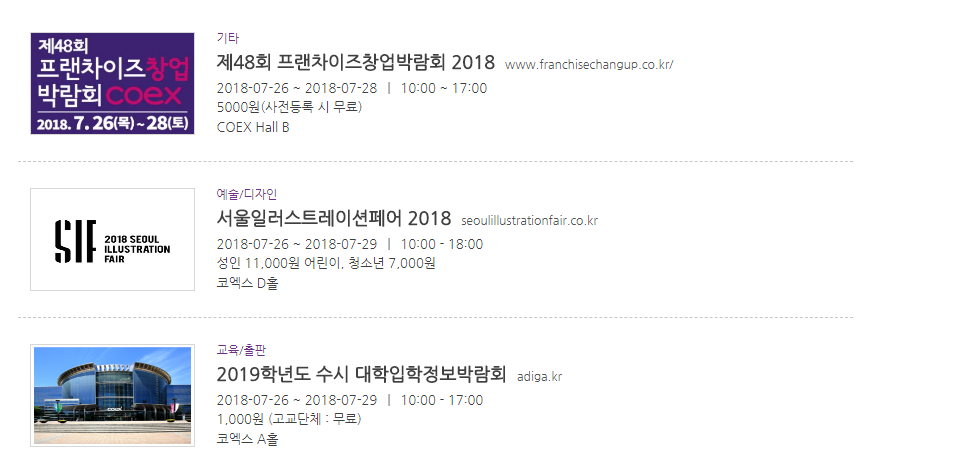 제48회
프랜차이즈창업
박람회 coex
2018. 7. 26(목) ~ 28(토)
기타
제48회 프랜차이즈창업박람회 2018 www.franchisechangup.co.kr/
2018-07-26 ~ 2018-07-28 | 10:00 ~ 17:00
5000원(사전등록 시 무료)
COEX Hall B
SIF 2018 SEOUL
ILLUSTRATION
FAIR
예술/디자인
서울일러스트레이션페어 2018 seoulillustrationfair.co.kr
2018-07-26 ~ 2018-07-29 | 10:00 - 18:00
성인 11,000원 어린이, 청소년 7,000원
코엑스 D홀
coex
교육/출판
2019학년도 수시 대학입학정보박람회 adiga.kr
2018-07-26 ~ 2018-07-29 | 10:00 - 17:00
1,000원 (고교단체 : 무료)
코엑스 A홀